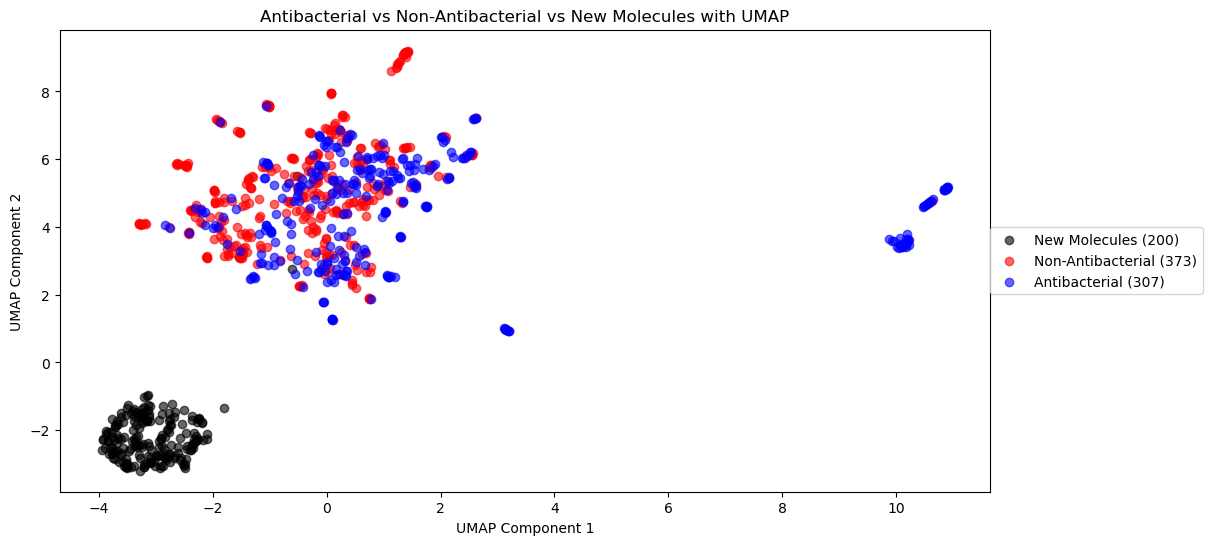 Antibacterial vs Non-Antibacterial vs New Molecules with UMAP
UMAP Component 2
8
6
4
2
0
−2
−4
−2
0
2
4
6
8
10
UMAP Component 1
New Molecules (200)
Non-Antibacterial (373)
Antibacterial (307)